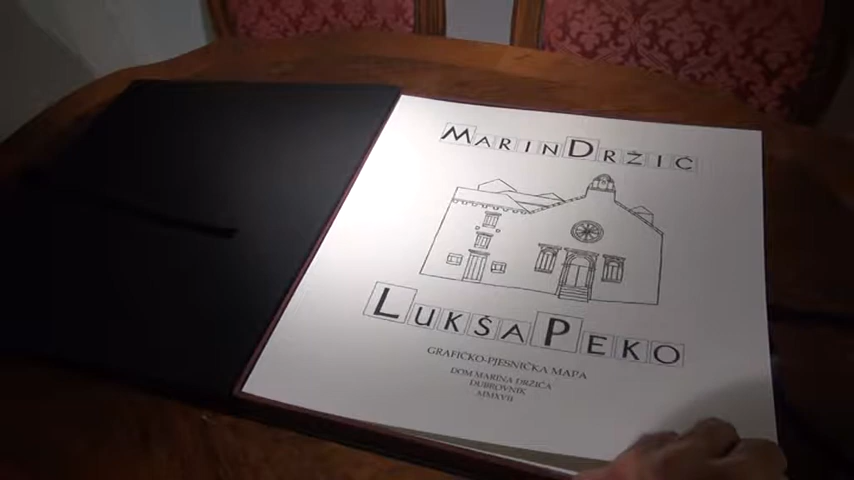 MARIN DRŽIĆ
LUKŠA PEKO
GRAFIČKO-PJESNIČKA MAPA
DOM MARINA DRŽIĆA
DUBROVNIK
MMXVII